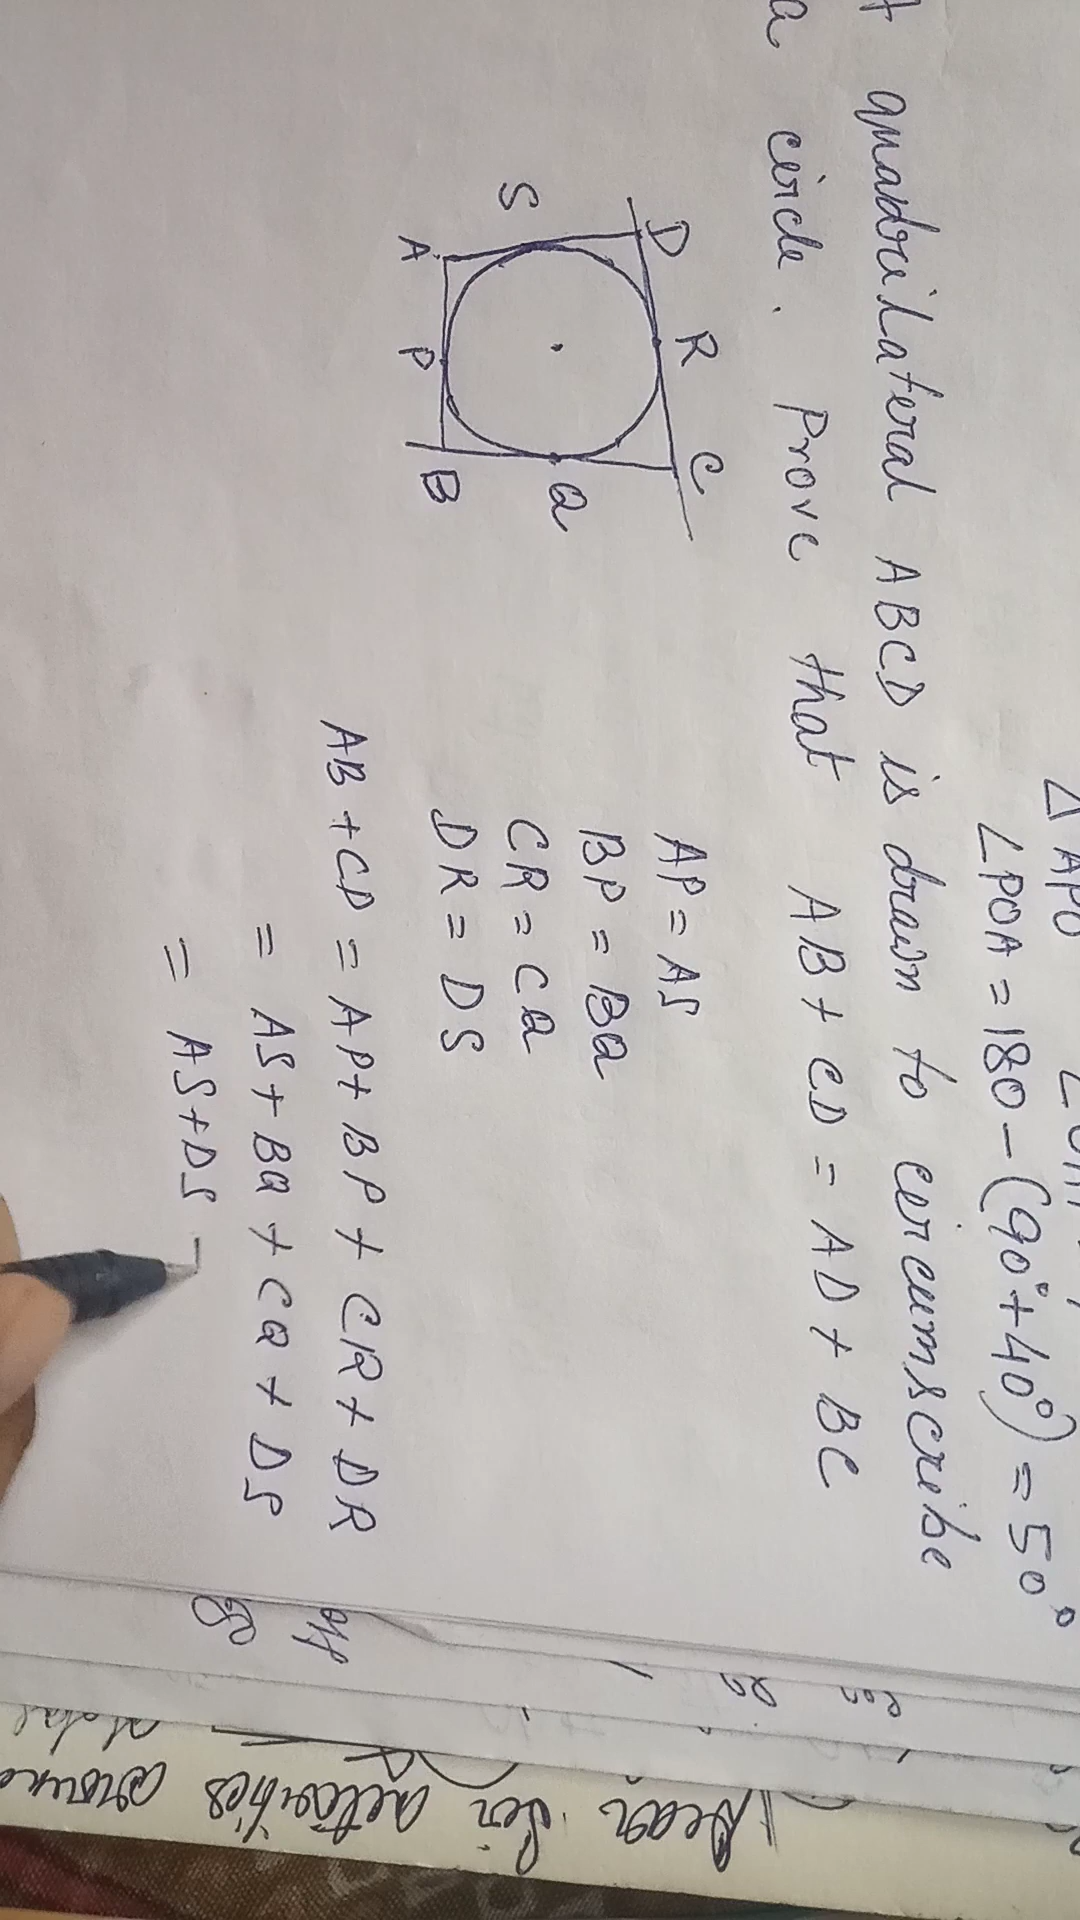 Δ APO
∠POA = 180 - (90° + 40°) = 50°
quadrilateral ABCD is drawn to circumscribe
a circle. Prove that AB + CD = AD + BC
D R C
S Q
A P B
AP = AS
BP = BQ
CR = CQ
DR = DS
AB + CD = AP + BP + CR + DR
= AS + BQ + CQ + DS
= AS + DS